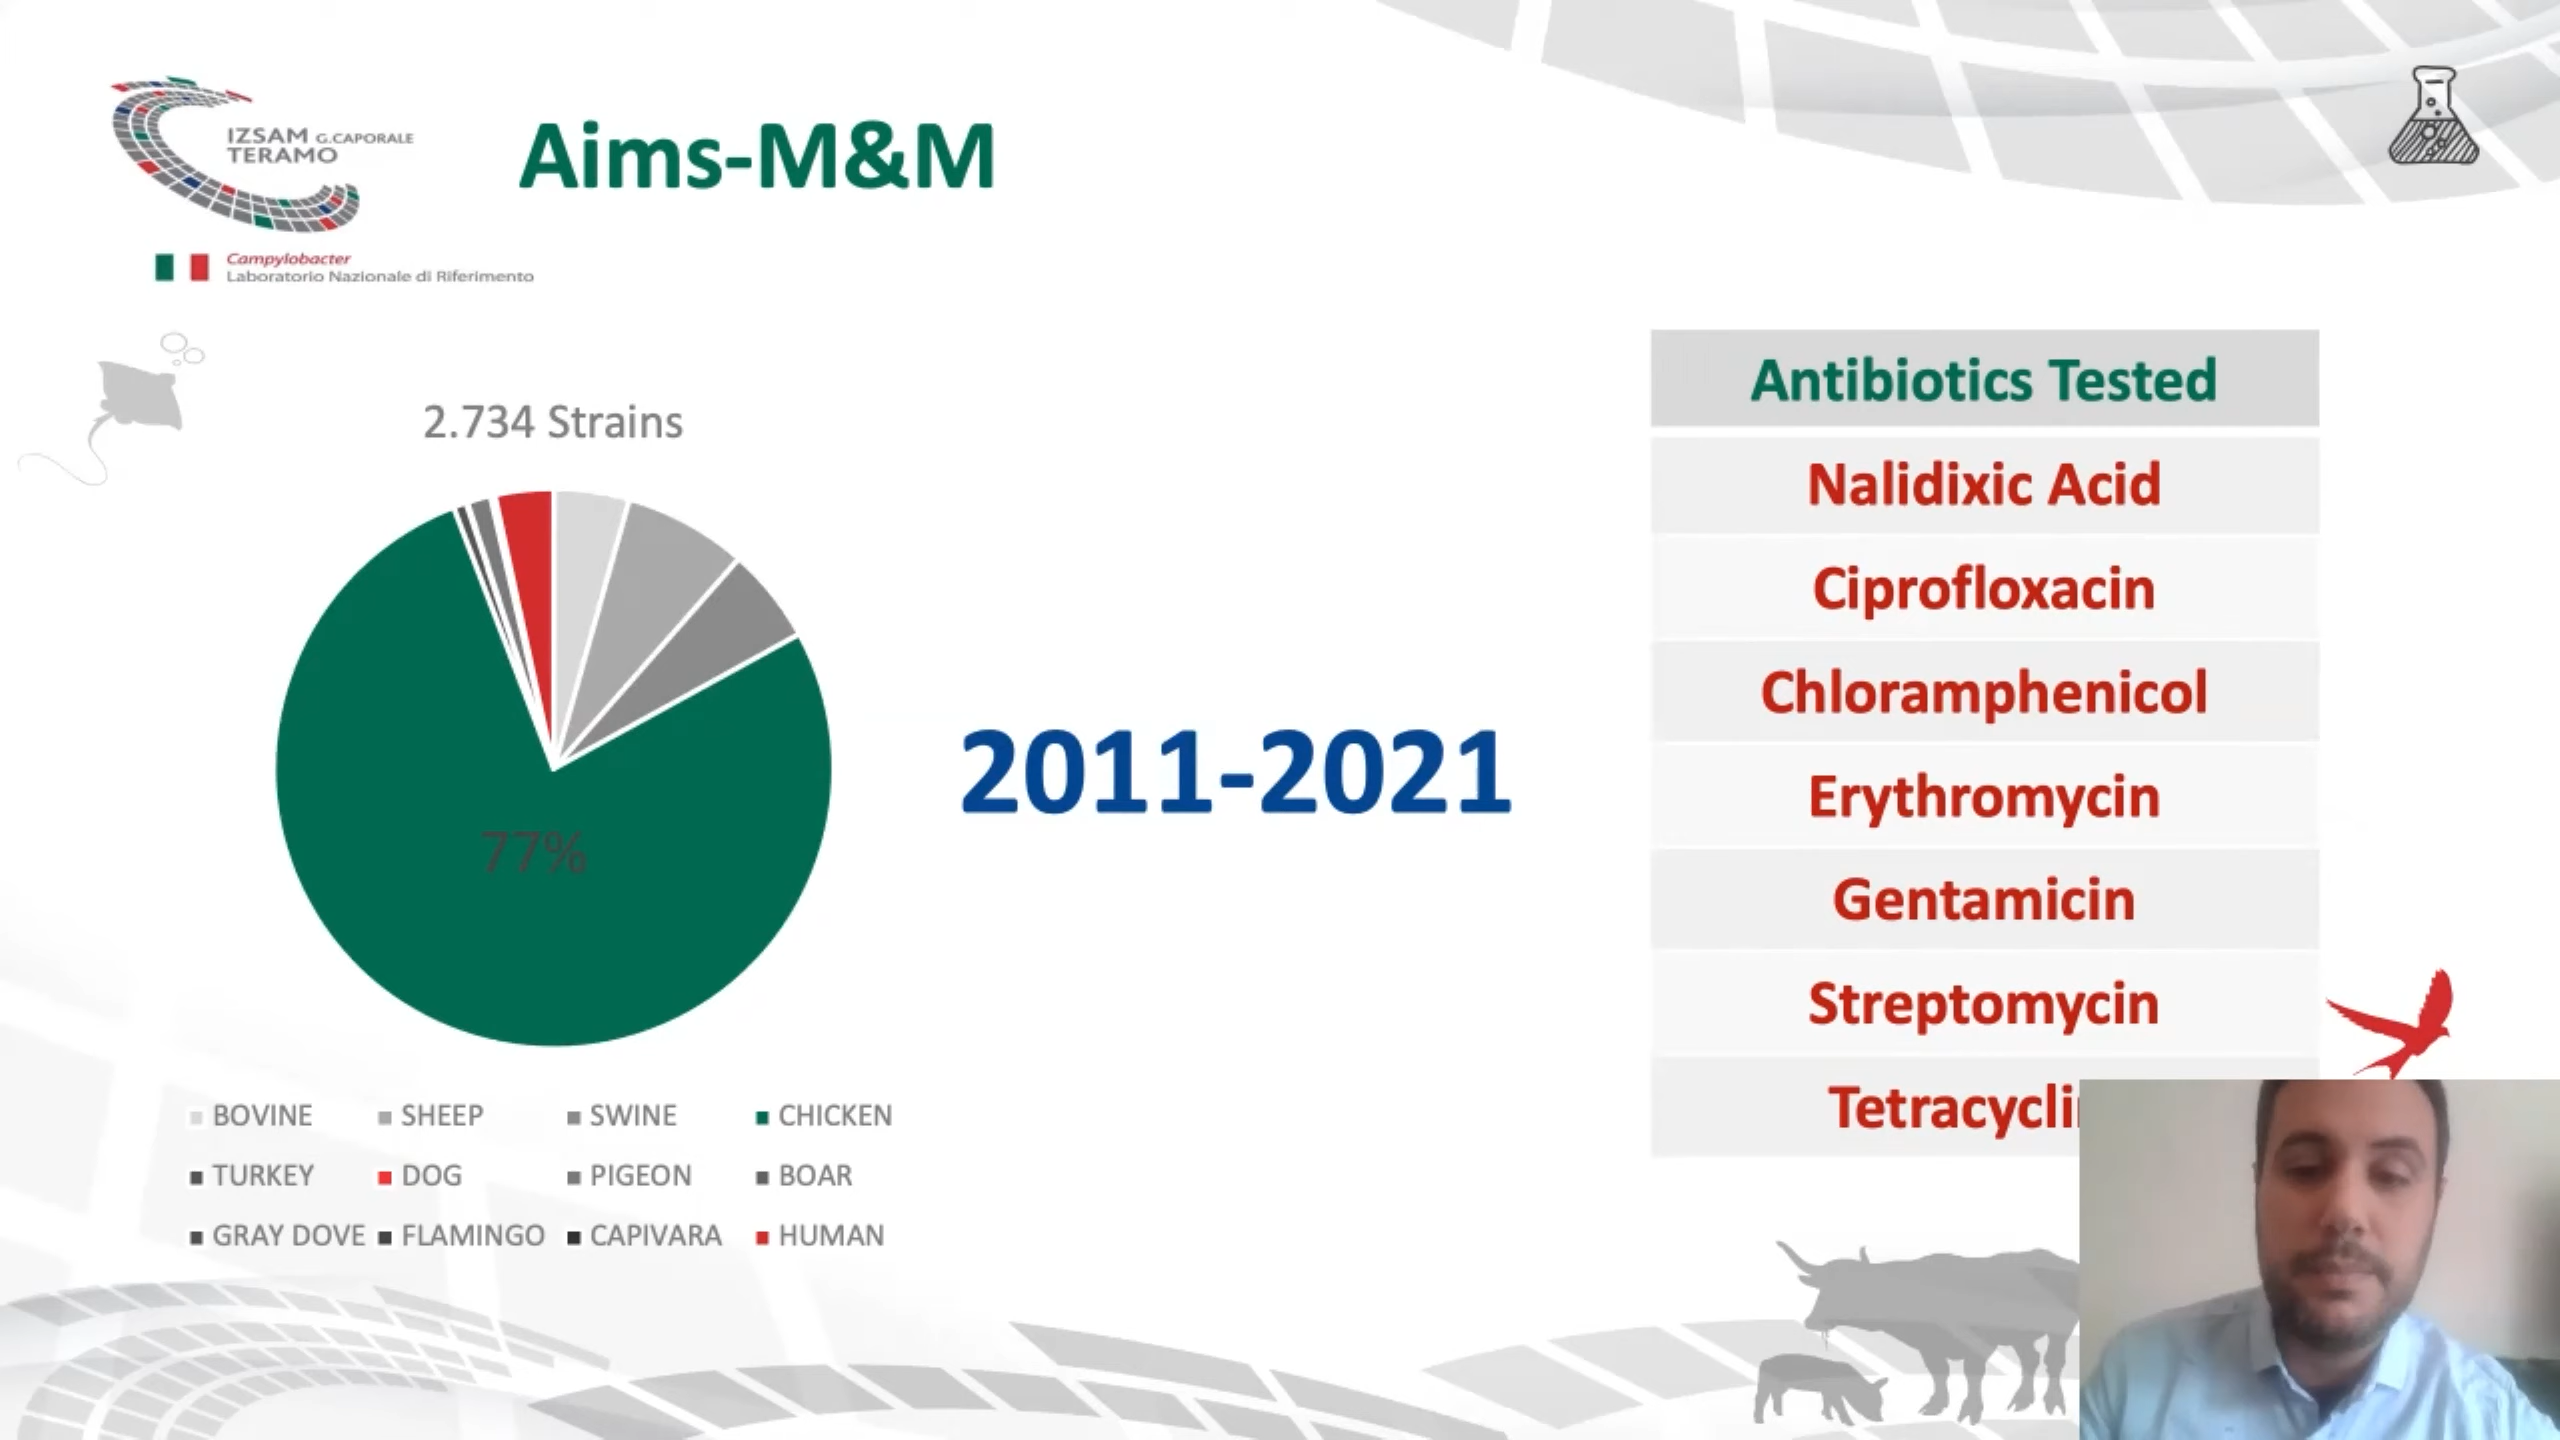 IZSAM G.CAPORALE
TERAMO
Campylobacter
Laboratorio Nazionale di Riferimento
Aims-M&M
2.734 Strains
77%
BOVINE SHEEP SWINE CHICKEN
TURKEY DOG PIGEON BOAR
GRAY DOVE FLAMINGO CAPIVARA HUMAN
2011-2021
Antibiotics Tested
Nalidixic Acid
Ciprofloxacin
Chloramphenicol
Erythromycin
Gentamicin
Streptomycin